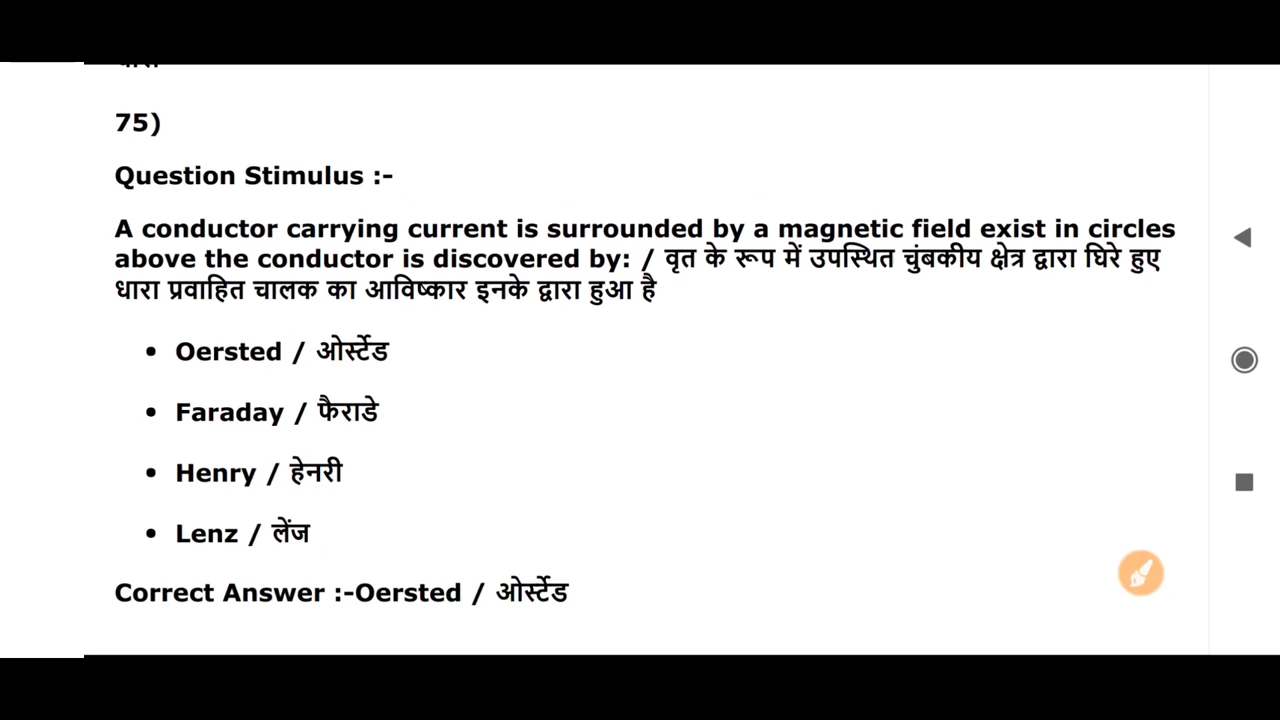 75)
Question Stimulus :-
A conductor carrying current is surrounded by a magnetic field exist in circles
above the conductor is discovered by: / वृत के रूप में उपस्थित चुंबकीय क्षेत्र द्वारा घिरे हुए
धारा प्रवाहित चालक का आविष्कार इनके द्वारा हुआ है
• Oersted / ओर्स्टेड
• Faraday / फैराडे
• Henry / हेनरी
• Lenz / लेंज
Correct Answer :-Oersted / ओर्स्टेड